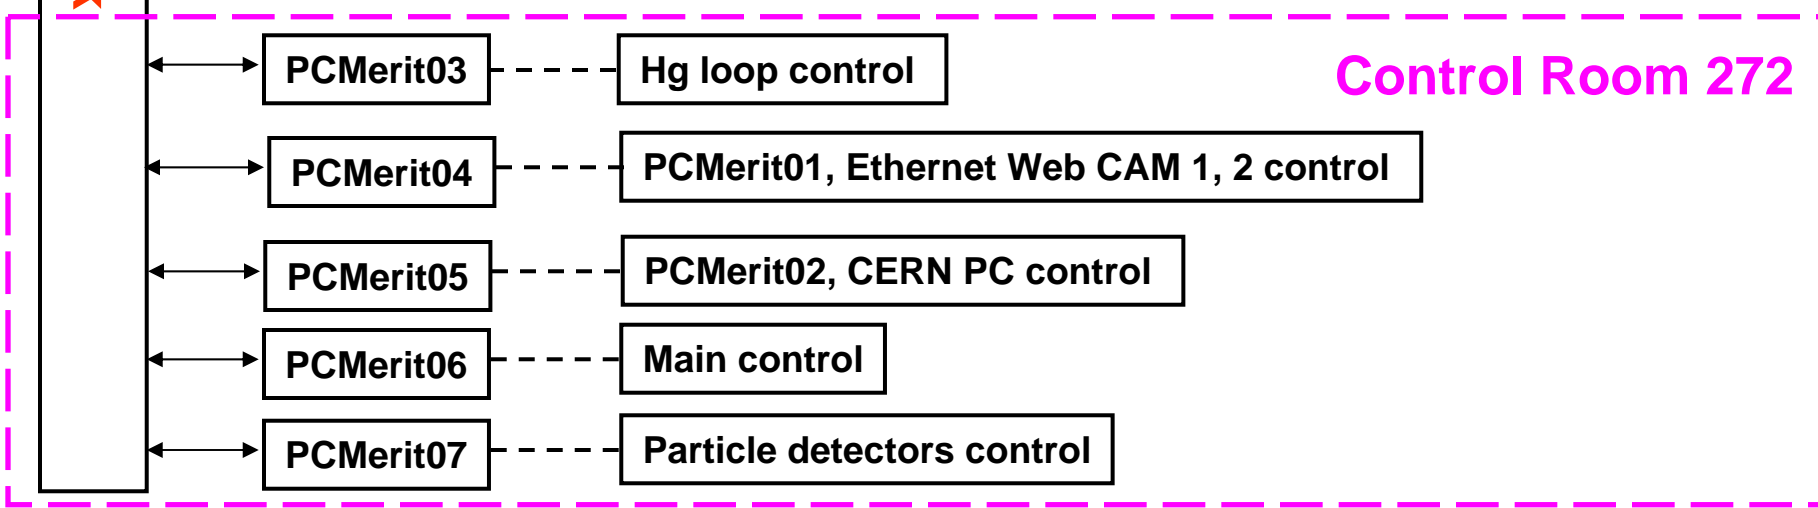 PCMerit03
Hg loop control
Control Room 272
PCMerit04
PCMerit01, Ethernet Web CAM 1, 2 control
PCMerit05
PCMerit02, CERN PC control
PCMerit06
Main control
PCMerit07
Particle detectors control